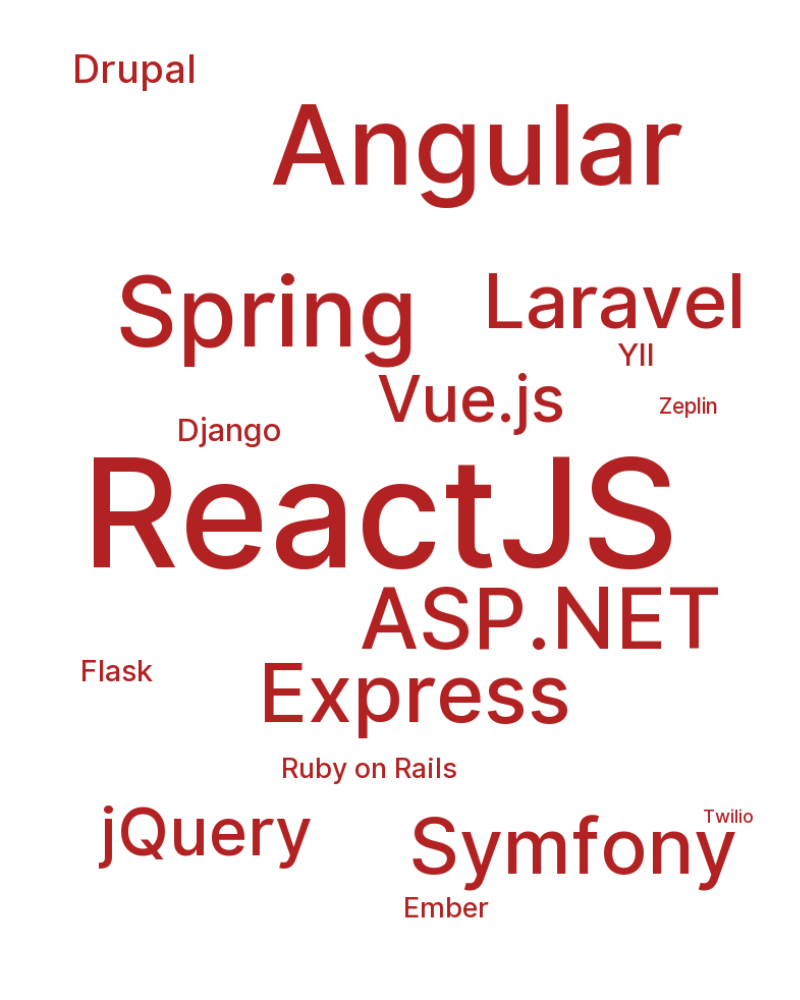 Drupal
Angular
Spring
Laravel
YII
Vue.js
Zeplin
Django
ReactJS
ASP.NET
Flask
Express
Ruby on Rails
jQuery
Twilio
Symfony
Ember